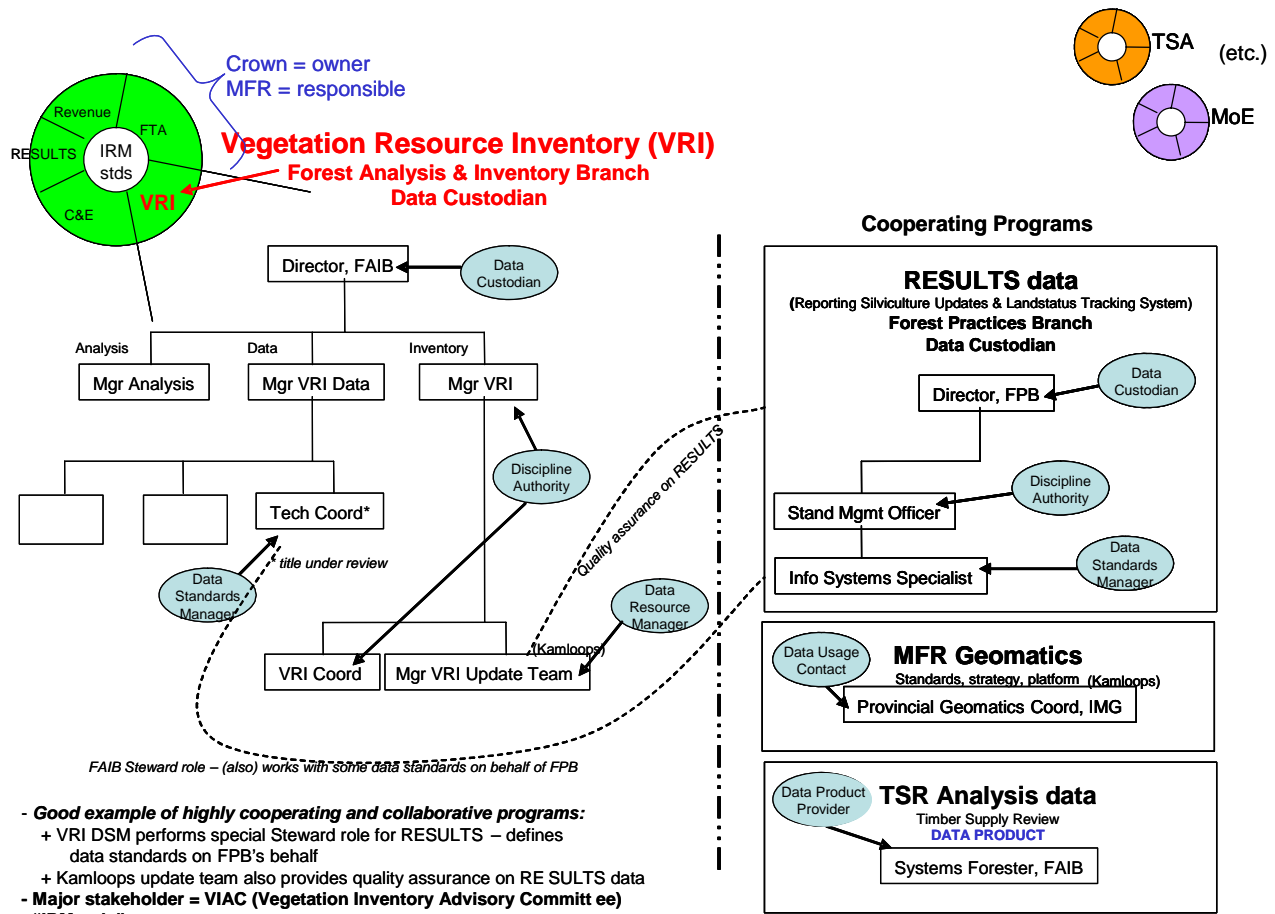 Crown = owner
MFR = responsible
TSA
(etc.)
MoE
Revenue
FTA
RESULTS
IRM
stds
VRI
C&E
Vegetation Resource Inventory (VRI)
Forest Analysis & Inventory Branch
Data Custodian
Director, FAIB
Data
Custodian
Analysis
Data
Inventory
Mgr Analysis
Mgr VRI Data
Mgr VRI
Discipline
Authority
Tech Coord*
* title under review
Data
Standards
Manager
Quality assurance on RESULTS
Data
Resource
Manager
(Kamloops)
VRI Coord
Mgr VRI Update Team
FAIB Steward role – (also) works with some data standards on behalf of FPB
- Good example of highly cooperating and collaborative programs:
+ VRI DSM performs special Steward role for RESULTS – defines
data standards on FPB's behalf
+ Kamloops update team also provides quality assurance on RE SULTS data
- Major stakeholder = VIAC (Vegetation Inventory Advisory Committ ee)
Cooperating Programs
RESULTS data
(Reporting Silviculture Updates & Landstatus Tracking System)
Forest Practices Branch
Data Custodian
Director, FPB
Data
Custodian
Discipline
Authority
Stand Mgmt Officer
Data
Standards
Manager
Info Systems Specialist
Data Usage
Contact
MFR Geomatics
Standards, strategy, platform (Kamloops)
Provincial Geomatics Coord, IMG
Data Product
Provider
TSR Analysis data
Timber Supply Review
DATA PRODUCT
Systems Forester, FAIB